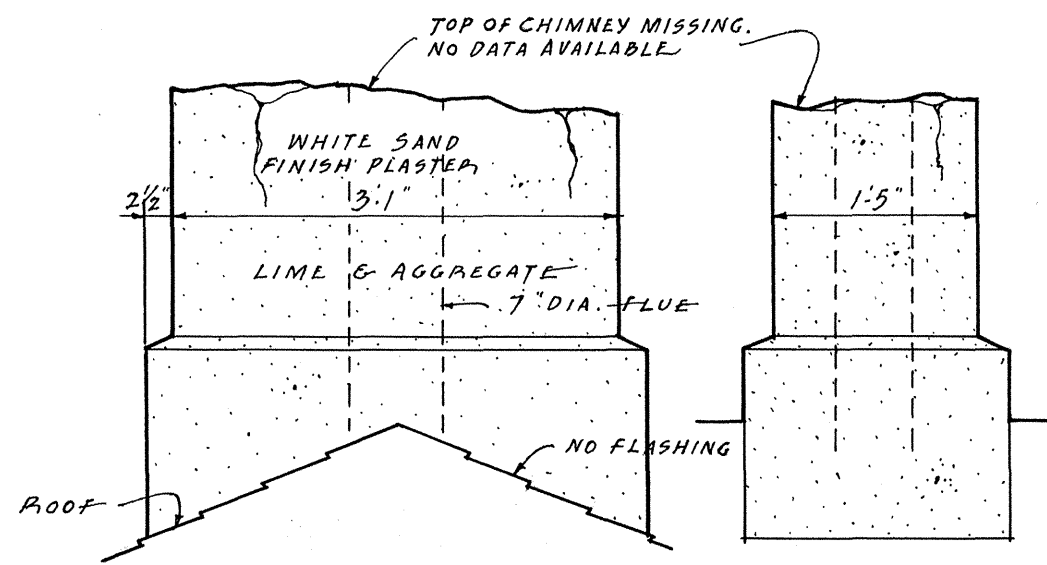 TOP OF CHIMNEY MISSING.
NO DATA AVAILABLE
WHITE SAND
FINISH PLASTER
2½"
3'·1"
1'-5"
LIME & AGGREGATE
7" DIA. FLUE
NO FLASHING
ROOF